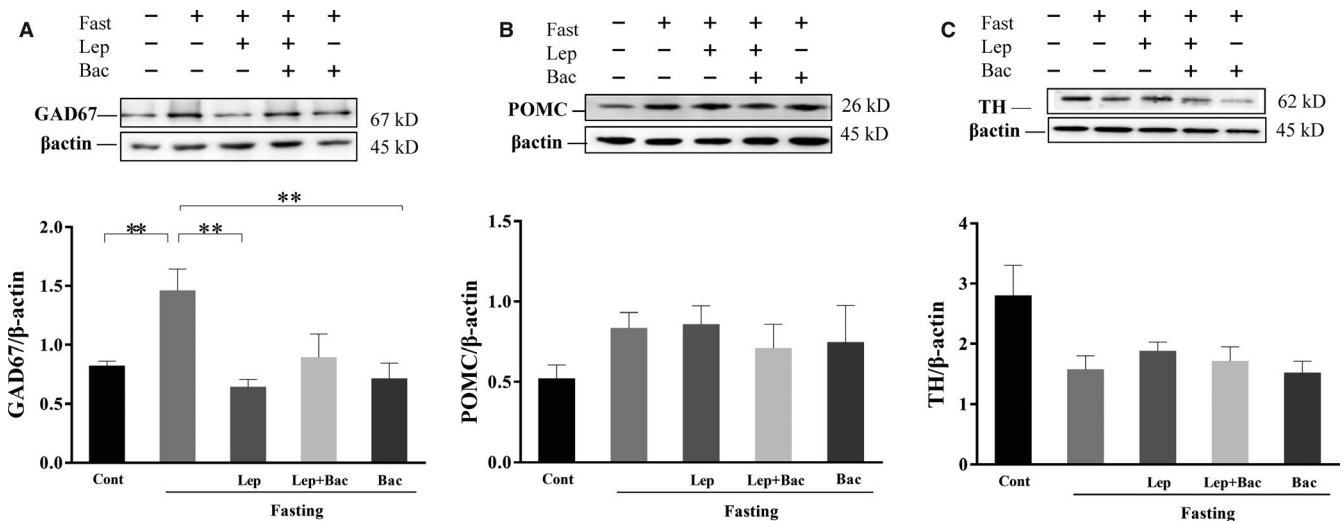 A
Fast − + + + +
Lep − − + + −
Bac − − − + +
GAD67 67 kD
βactin 45 kD
** ** **
GAD67/β-actin
2.0
1.5
1.0
0.5
0.0
Cont Lep Lep+Bac Bac
Fasting
B
Fast − + + + +
Lep − − + + −
Bac − − − + +
POMC 26 kD
βactin 45 kD
POMC/β-actin
1.5
1.0
0.5
0.0
Cont Lep Lep+Bac Bac
Fasting
C
Fast − + + + +
Lep − − + + −
Bac − − − + +
TH 62 kD
βactin 45 kD
TH/β-actin
4
3
2
1
0
Cont Lep Lep+Bac Bac
Fasting